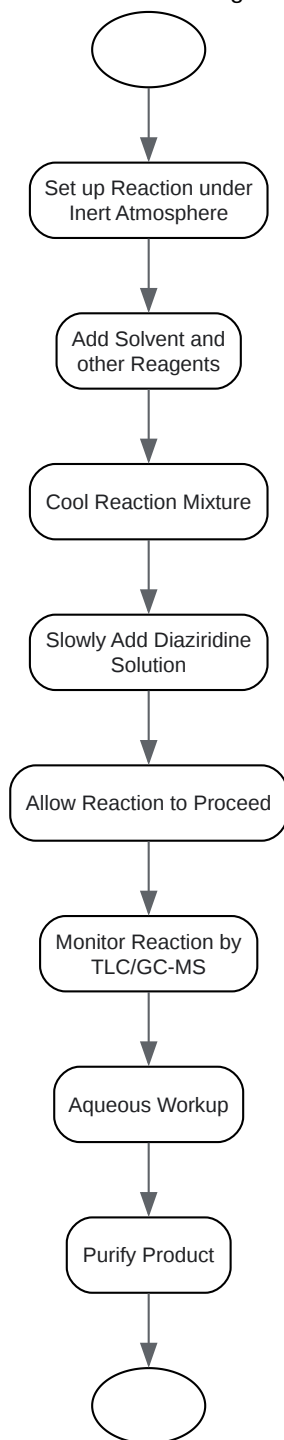 Set up Reaction under
Inert Atmosphere
Add Solvent and
other Reagents
Cool Reaction Mixture
Slowly Add Diaziridine
Solution
Allow Reaction to Proceed
Monitor Reaction by
TLC/GC-MS
Aqueous Workup
Purify Product